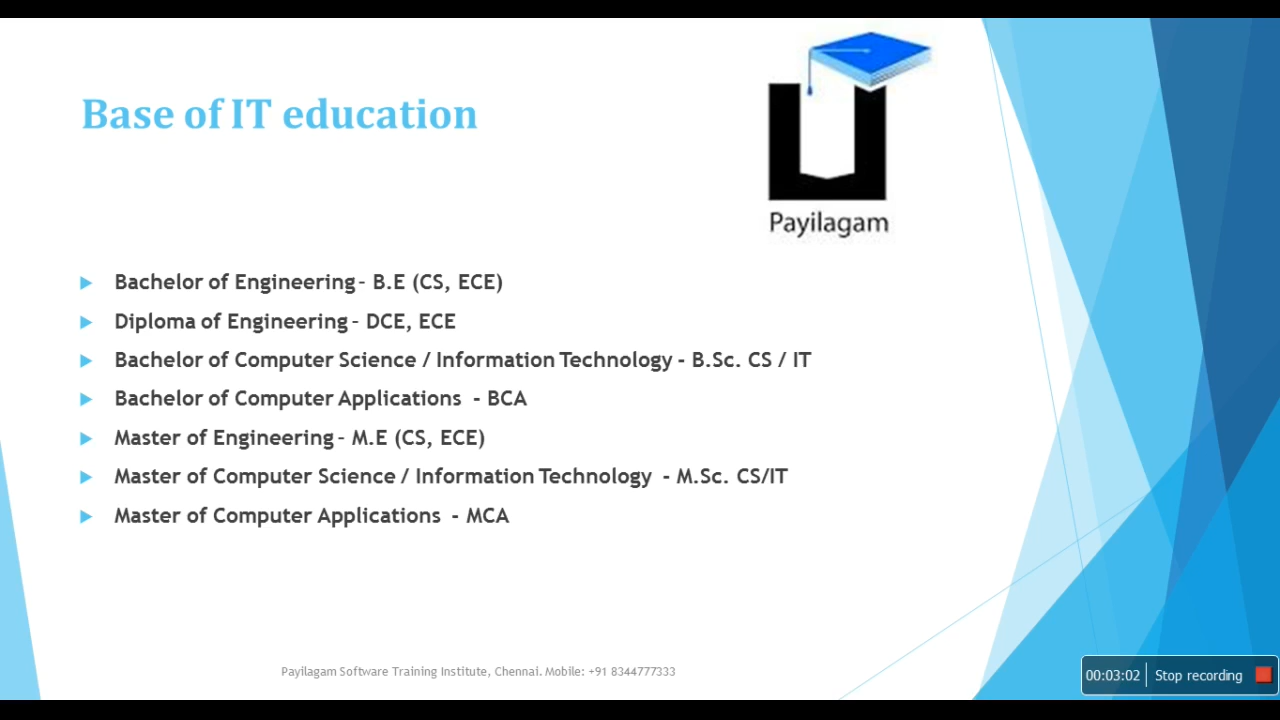 Base of IT education
Payilagam
Bachelor of Engineering – B.E (CS, ECE)
Diploma of Engineering – DCE, ECE
Bachelor of Computer Science / Information Technology - B.Sc. CS / IT
Bachelor of Computer Applications - BCA
Master of Engineering – M.E (CS, ECE)
Master of Computer Science / Information Technology - M.Sc. CS/IT
Master of Computer Applications - MCA
Payilagam Software Training Institute, Chennai. Mobile: +91 8344777333
00:03:02 Stop recording